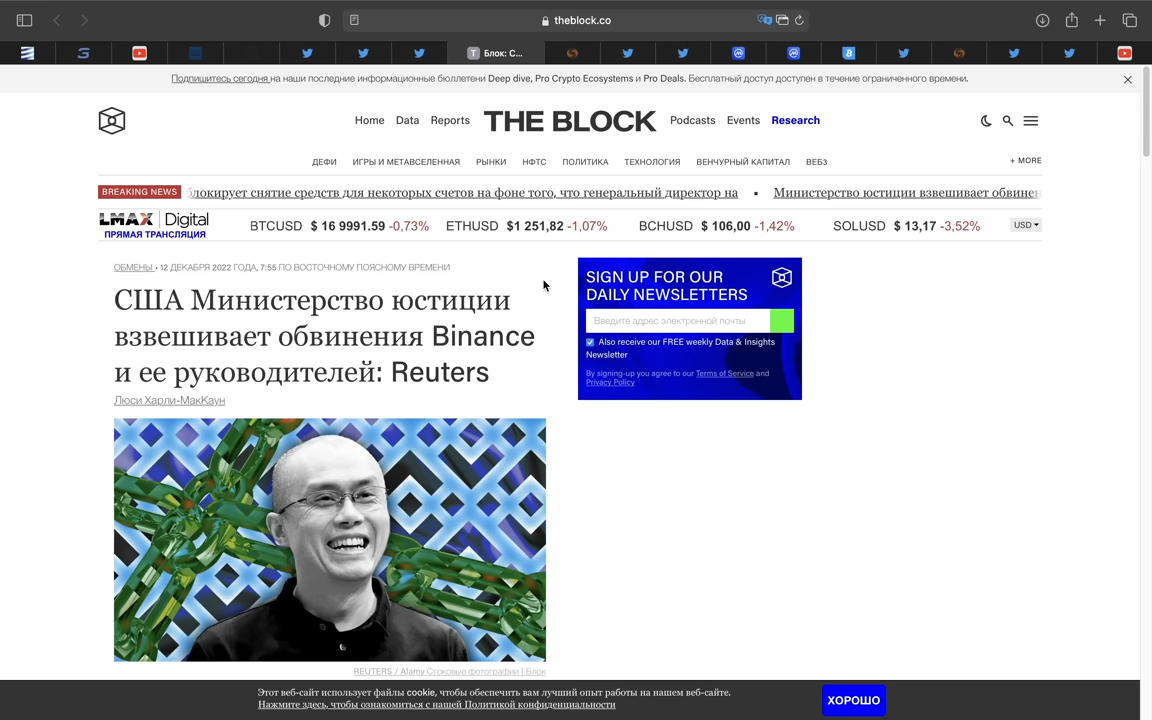 theblock.co
Блок: С...
Подпишитесь сегодня на наши последние информационные бюллетени Deep dive, Pro Crypto Ecosystems и Pro Deals. Бесплатный доступ доступен в течение ограниченного времени.
Home Data Reports THE BLOCK Podcasts Events Research
ДЕФИ ИГРЫ И МЕТАВСЕЛЕННАЯ РЫНКИ НФТС ПОЛИТИКА ТЕХНОЛОГИЯ ВЕНЧУРНЫЙ КАПИТАЛ ВЕБ3 + MORE
BREAKING NEWS блокирует снятие средств для некоторых счетов на фоне того, что генеральный директор на ▪ Министерство юстиции взвешивает обвинен
LMAX Digital
ПРЯМАЯ ТРАНСЛЯЦИЯ
BTCUSD $ 16 9991.59 -0,73% ETHUSD $1 251,82 -1,07% BCHUSD $ 106,00 -1,42% SOLUSD $ 13,17 -3,52% USD
ОБМЕНЫ • 12 ДЕКАБРЯ 2022 ГОДА, 7:55 ПО ВОСТОЧНОМУ ПОЯСНОМУ ВРЕМЕНИ
США Министерство юстиции
взвешивает обвинения Binance
и ее руководителей: Reuters
Люси Харли-МакКаун
SIGN UP FOR OUR
DAILY NEWSLETTERS
Введите адрес электронной почты
Also receive our FREE weekly Data & Insights
Newsletter
By signing-up you agree to our Terms of Service and
Privacy Policy
REUTERS / Alamy Стоковые фотографии | Блок
Этот веб-сайт использует файлы cookie, чтобы обеспечить вам лучший опыт работы на нашем веб-сайте.
Нажмите здесь, чтобы ознакомиться с нашей Политикой конфиденциальности
ХОРОШО